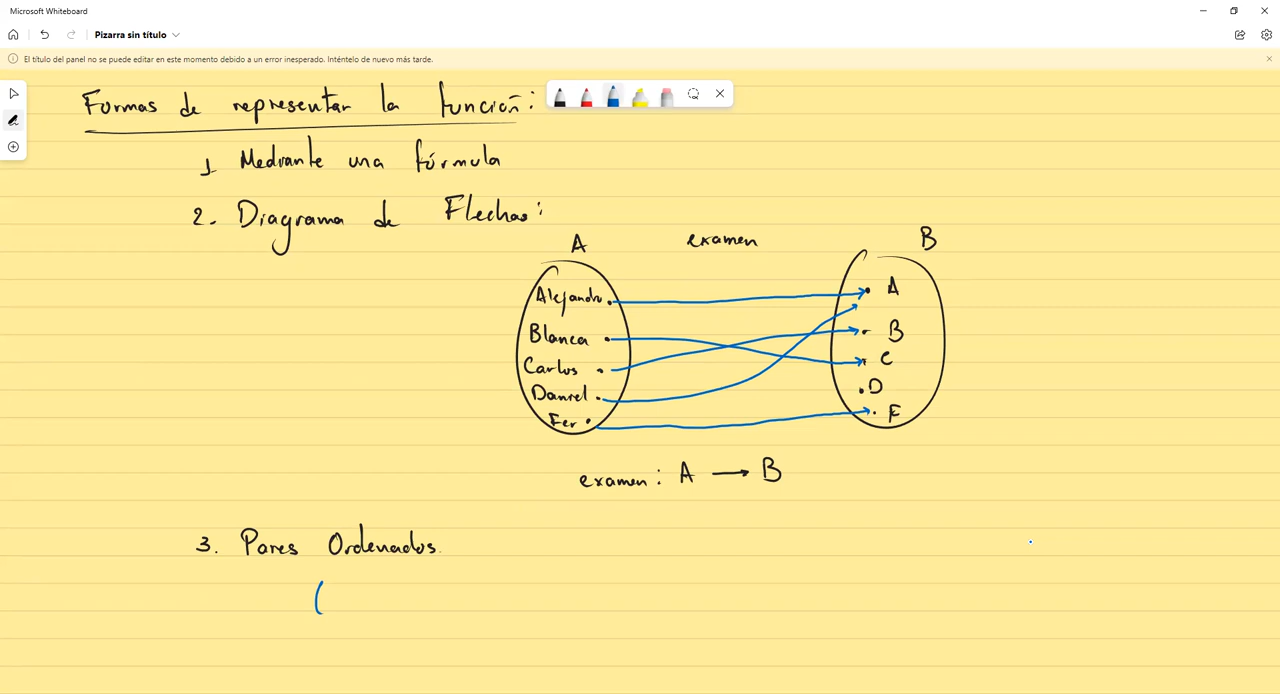 Microsoft Whiteboard
Pizarra sin título
El título del panel no se puede editar en este momento debido a un error inesperado. Inténtelo de nuevo más tarde.
Formas de representar la función:
1 Mediante una fórmula
2. Diagrama de Flechas:
A examen B
Alejandro A
Blanca B
Carlos C
Daniel D
Fer F
examen: A → B
3. Pares Ordenados.
(